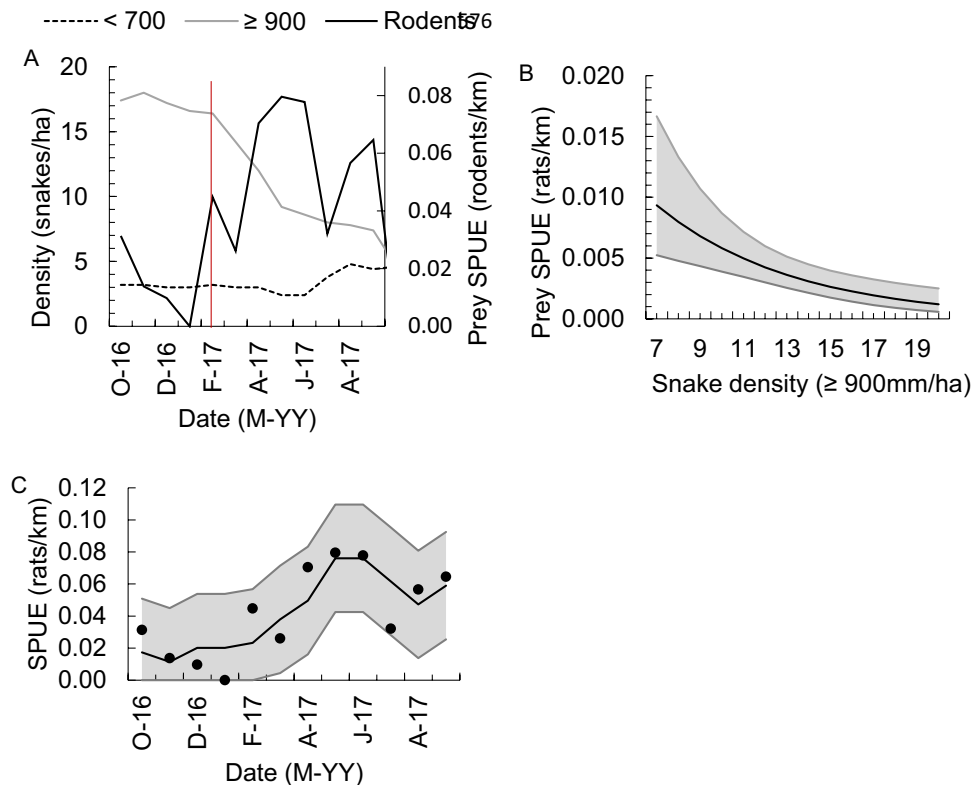 < 700 ≥ 900 Rodents 576
A
20
15
10
5
0
Density (snakes/ha)
0.08
0.06
0.04
0.02
0.00
Prey SPUE (rodents/km)
O-16 D-16 F-17 A-17 J-17 A-17
Date (M-YY)
B
0.020
0.015
0.010
0.005
0.000
Prey SPUE (rats/km)
7 9 11 13 15 17 19
Snake density (≥ 900mm/ha)
C
0.12
0.10
0.08
0.06
0.04
0.02
0.00
SPUE (rats/km)
O-16 D-16 F-17 A-17 J-17 A-17
Date (M-YY)